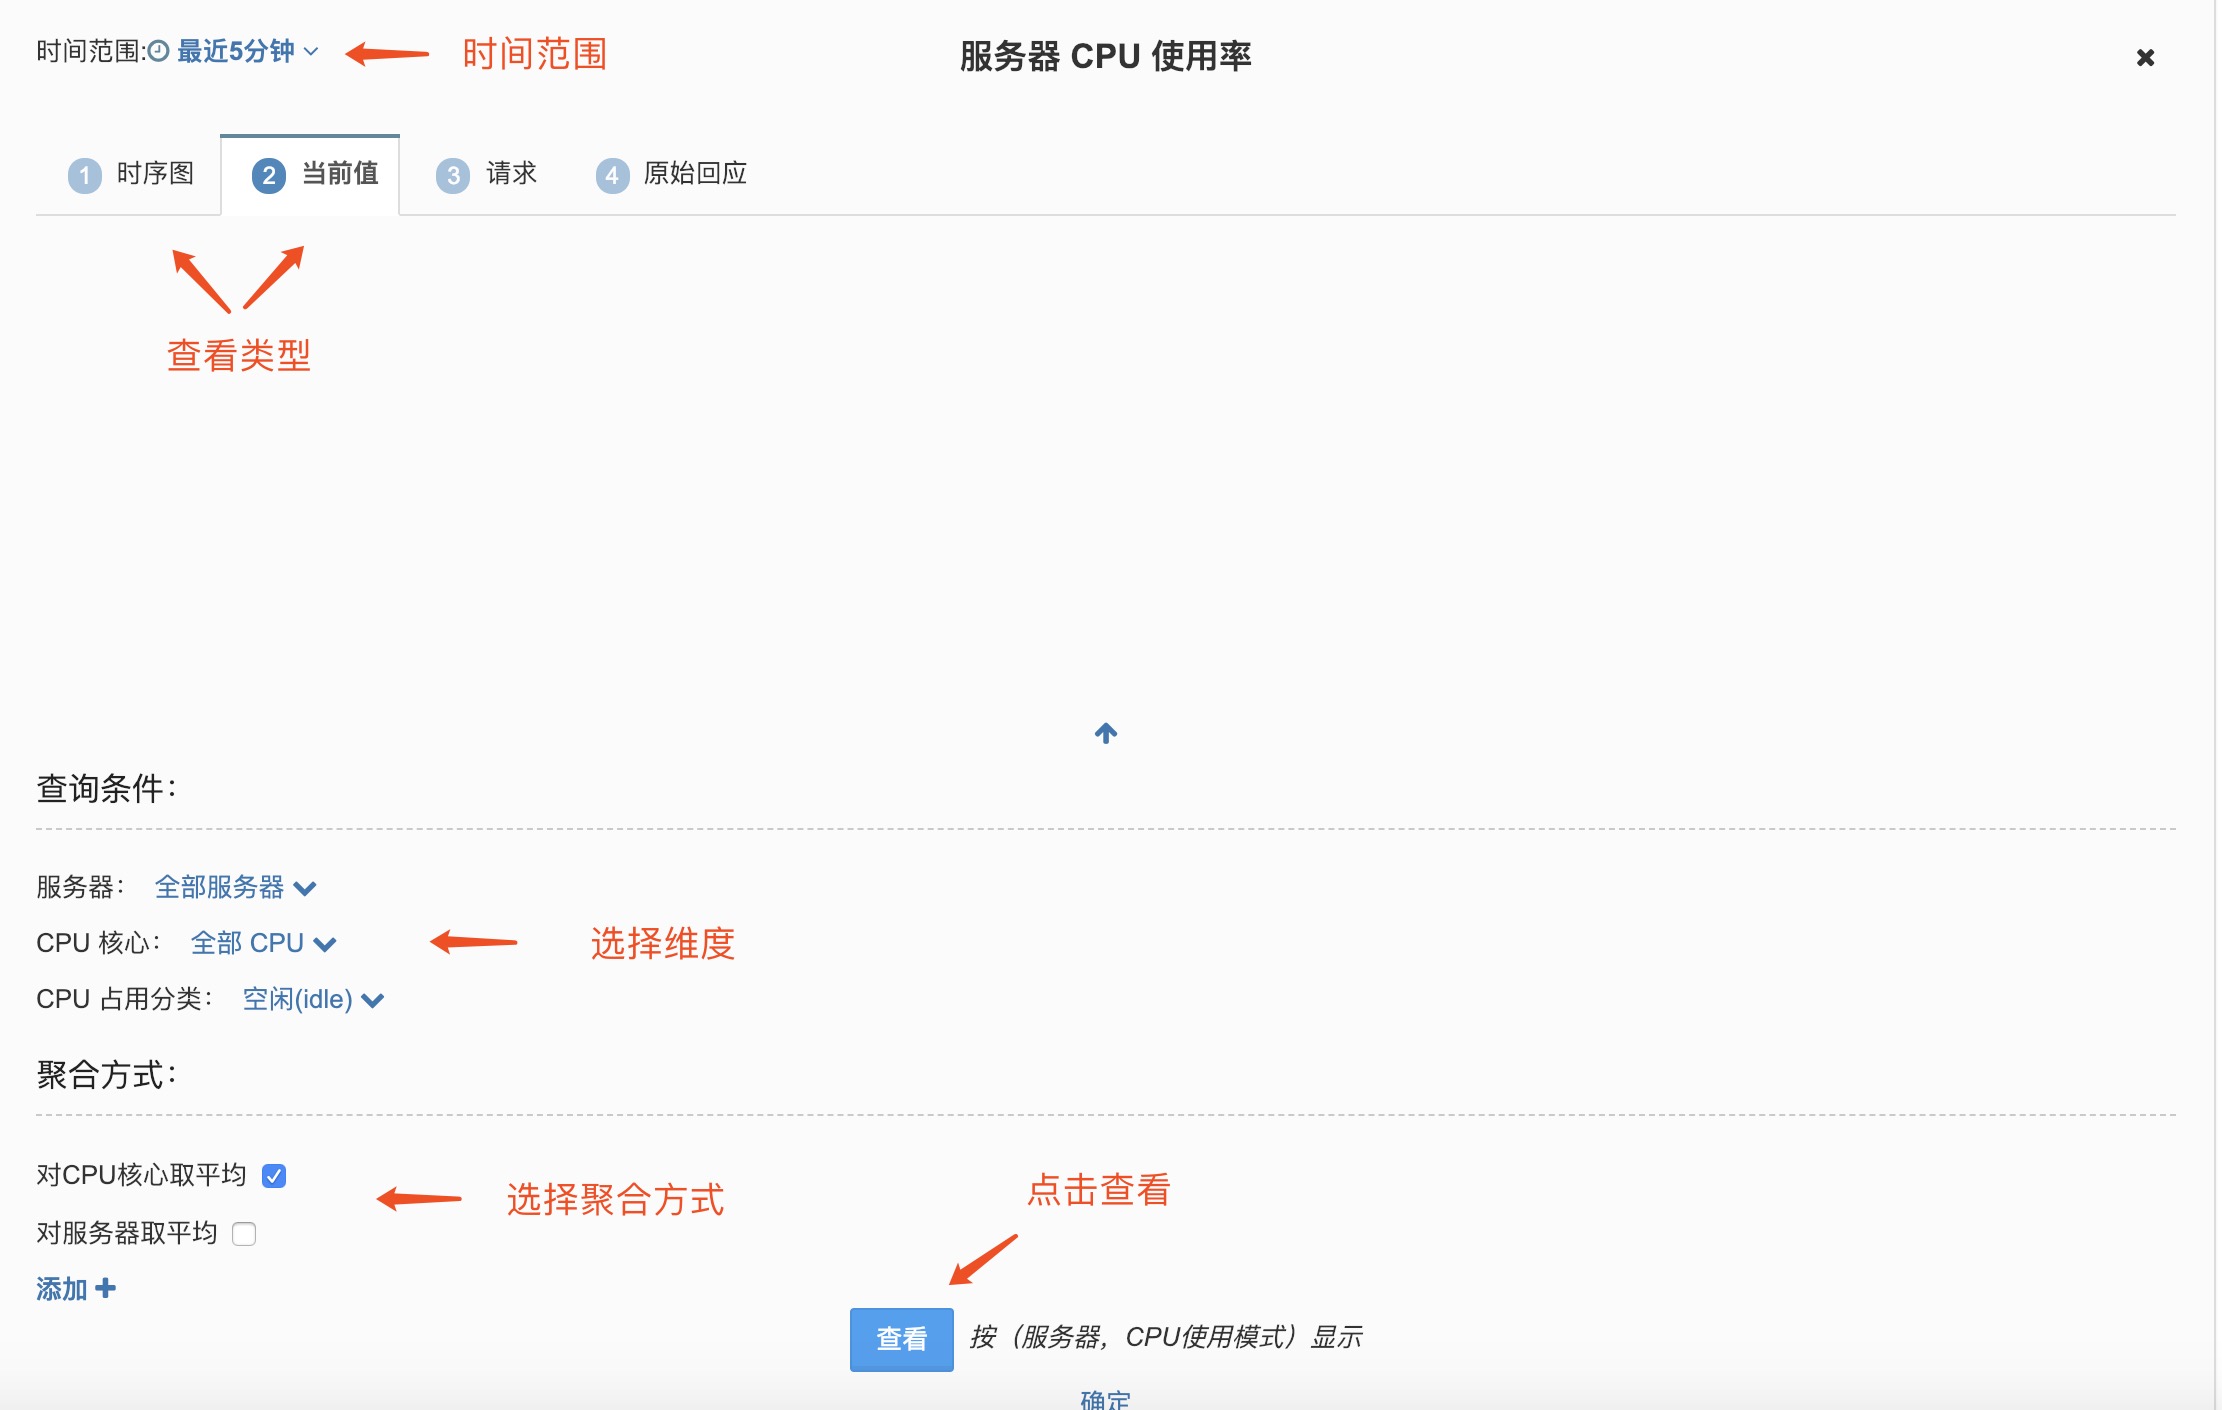 时间范围: 最近5分钟
时间范围
服务器 CPU 使用率
1 时序图
2 当前值
3 请求
4 原始回应
查看类型
查询条件：
服务器： 全部服务器
CPU 核心： 全部 CPU
选择维度
CPU 占用分类： 空闲(idle)
聚合方式：
对CPU核心取平均
选择聚合方式
点击查看
对服务器取平均
添加
查看
按（服务器，CPU使用模式）显示
确定